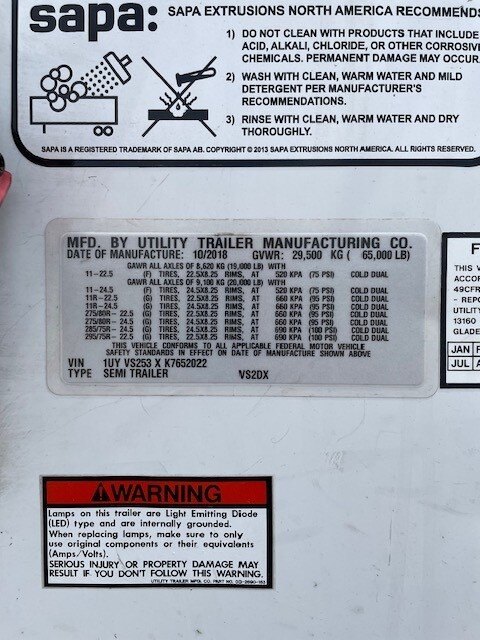 sapa:
SAPA EXTRUSIONS NORTH AMERICA RECOMMENDS
1) DO NOT CLEAN WITH PRODUCTS THAT INCLUDE
ACID, ALKALI, CHLORIDE, OR OTHER CORROSIVE
CHEMICALS. PERMANENT DAMAGE MAY OCCUR.
2) WASH WITH CLEAN, WARM WATER AND MILD
DETERGENT PER MANUFACTURER'S
RECOMMENDATIONS.
3) RINSE WITH CLEAN, WARM WATER AND DRY
THOROUGHLY.
SAPA IS A REGISTERED TRADEMARK OF SAPA AB. COPYRIGHT © 2013 SAPA EXTRUSIONS NORTH AMERICA. ALL RIGHTS RESERVED.
MFD. BY UTILITY TRAILER MANUFACTURING CO.
DATE OF MANUFACTURE: 10/2018 GVWR: 29,500 KG ( 65,000 LB)
GAWR ALL AXLES OF 8,620 KG (19,000 LB) WITH
11-22.5 (F) TIRES, 22.5X8.25 RIMS, AT 520 KPA (75 PSI) COLD DUAL
GAWR ALL AXLES OF 9,100 KG (20,000 LB) WITH
11-24.5 (F) TIRES, 24.5X8.25 RIMS, AT 520 KPA (75 PSI) COLD DUAL
11R-22.5 (G) TIRES, 22.5X8.25 RIMS, AT 660 KPA (95 PSI) COLD DUAL
11R-24.5 (G) TIRES, 24.5X8.25 RIMS, AT 660 KPA (95 PSI) COLD DUAL
275/80R-22.5 (G) TIRES, 22.5X8.25 RIMS, AT 660 KPA (95 PSI) COLD DUAL
275/80R-24.5 (G) TIRES, 24.5X8.25 RIMS, AT 660 KPA (95 PSI) COLD DUAL
285/75R-24.5 (G) TIRES, 24.5X8.25 RIMS, AT 690 KPA (100 PSI) COLD DUAL
295/75R-22.5 (G) TIRES, 22.5X8.25 RIMS, AT 690 KPA (100 PSI) COLD DUAL
THIS VEHICLE CONFORMS TO ALL APPLICABLE FEDERAL MOTOR VEHICLE
SAFETY STANDARDS IN EFFECT ON DATE OF MANUFACTURE SHOWN ABOVE
VIN 1UY VS253 X K7652022
TYPE SEMI TRAILER VS2DX
F
THIS V
ACCOR
49CFR
- REPO
UTILITY
13160
GLADE
JAN F
JUL A
WARNING
Lamps on this trailer are Light Emitting Diode
(LED) type and are internally grounded.
When replacing lamps, make sure to only
use original components or their equivalents
(Amps/Volts).
SERIOUS INJURY OR PROPERTY DAMAGE MAY
RESULT IF YOU DON'T FOLLOW THIS WARNING.